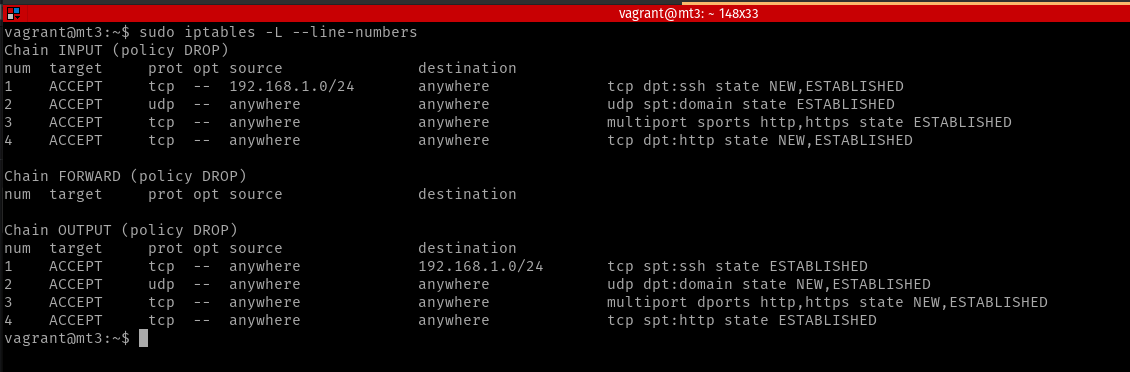 vagrant@mt3: ~ 148x33
vagrant@mt3:~$ sudo iptables -L --line-numbers
Chain INPUT (policy DROP)
num  target     prot opt source               destination
1    ACCEPT     tcp  --  192.168.1.0/24       anywhere             tcp dpt:ssh state NEW,ESTABLISHED
2    ACCEPT     udp  --  anywhere             anywhere             udp spt:domain state ESTABLISHED
3    ACCEPT     tcp  --  anywhere             anywhere             multiport sports http,https state ESTABLISHED
4    ACCEPT     tcp  --  anywhere             anywhere             tcp dpt:http state NEW,ESTABLISHED

Chain FORWARD (policy DROP)
num  target     prot opt source               destination

Chain OUTPUT (policy DROP)
num  target     prot opt source               destination
1    ACCEPT     tcp  --  anywhere             192.168.1.0/24       tcp spt:ssh state ESTABLISHED
2    ACCEPT     udp  --  anywhere             anywhere             udp dpt:domain state NEW,ESTABLISHED
3    ACCEPT     tcp  --  anywhere             anywhere             multiport dports http,https state NEW,ESTABLISHED
4    ACCEPT     tcp  --  anywhere             anywhere             tcp spt:http state ESTABLISHED
vagrant@mt3:~$